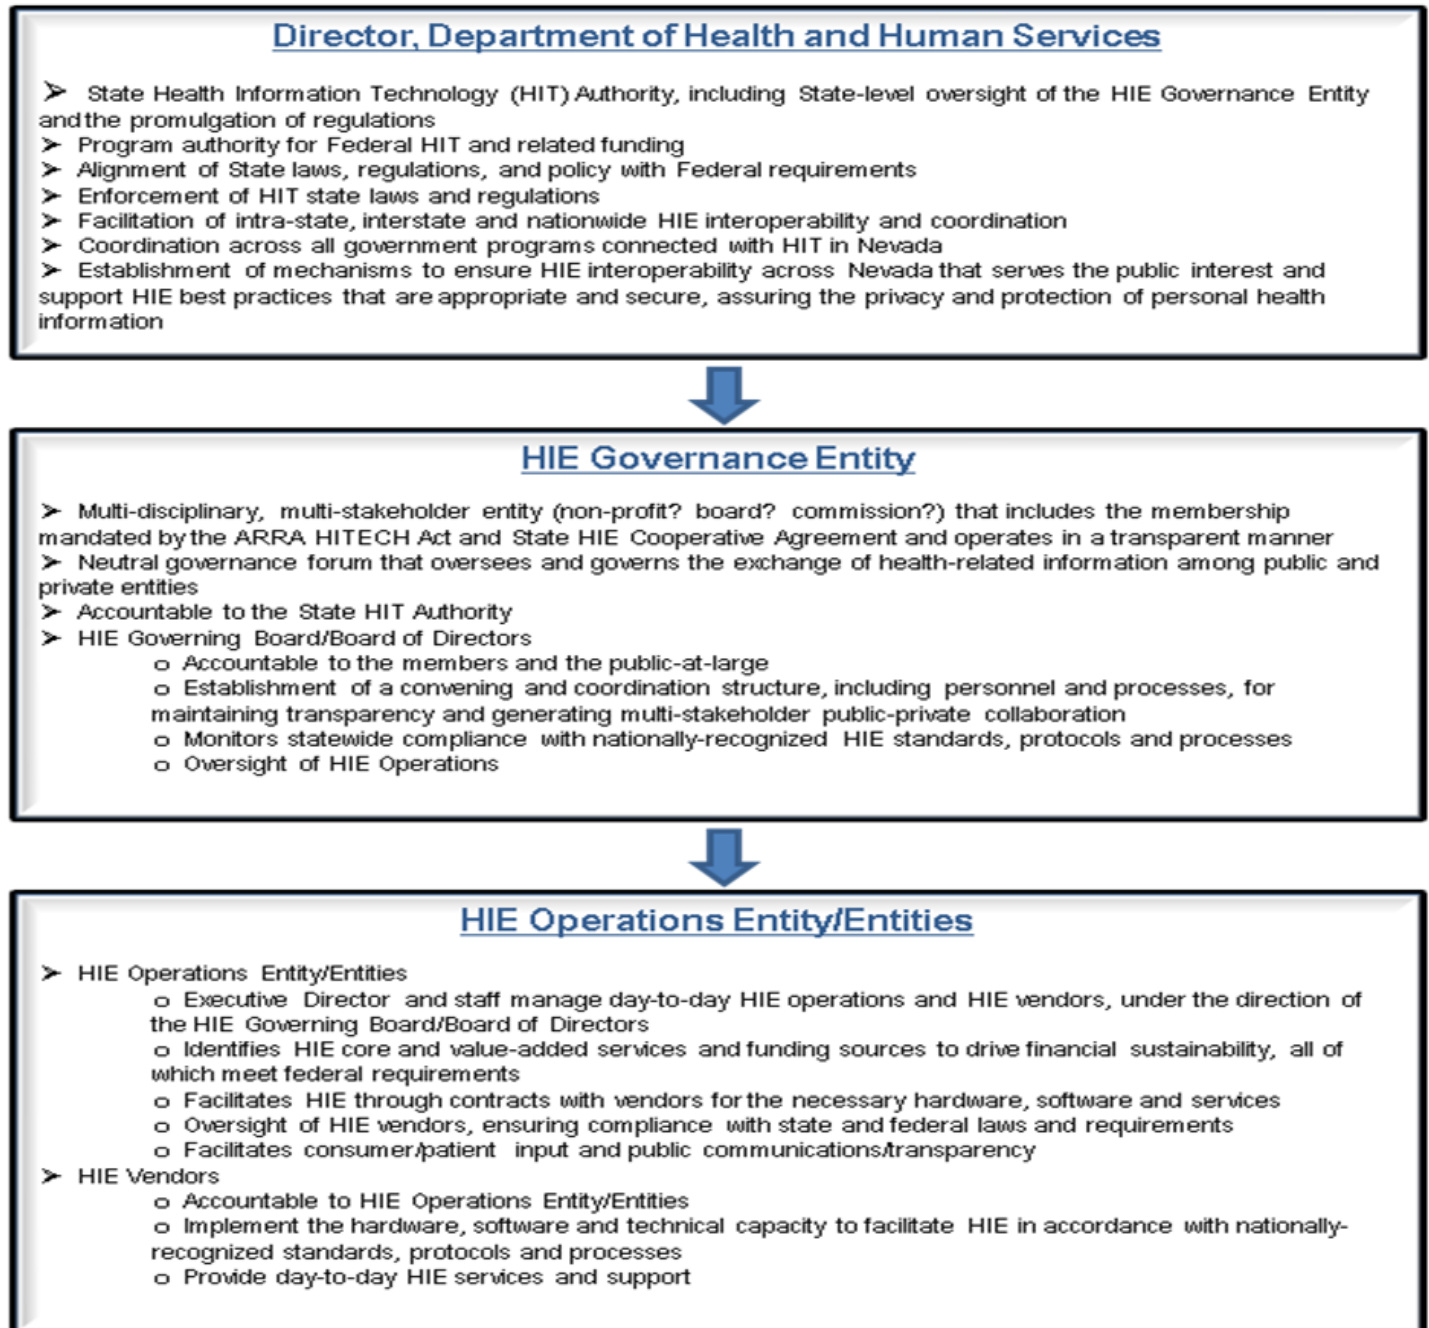 Director, Department of Health and Human Services
➢ State Health Information Technology (HIT) Authority, including State-level oversight of the HIE Governance Entity
and the promulgation of regulations
➢ Program authority for Federal HIT and related funding
➢ Alignment of State laws, regulations, and policy with Federal requirements
➢ Enforcement of HIT state laws and regulations
➢ Facilitation of intra-state, interstate and nationwide HIE interoperability and coordination
➢ Coordination across all government programs connected with HIT in Nevada
➢ Establishment of mechanisms to ensure HIE interoperability across Nevada that serves the public interest and
support HIE best practices that are appropriate and secure, assuring the privacy and protection of personal health
information
HIE Governance Entity
➢ Multi-disciplinary, multi-stakeholder entity (non-profit? board? commission?) that includes the membership
mandated by the ARRA HITECH Act and State HIE Cooperative Agreement and operates in a transparent manner
➢ Neutral governance forum that oversees and governs the exchange of health-related information among public and
private entities
➢ Accountable to the State HIT Authority
➢ HIE Governing Board/Board of Directors
o Accountable to the members and the public-at-large
o Establishment of a convening and coordination structure, including personnel and processes, for
maintaining transparency and generating multi-stakeholder public-private collaboration
o Monitors statewide compliance with nationally-recognized HIE standards, protocols and processes
o Oversight of HIE Operations
HIE Operations Entity/Entities
➢ HIE Operations Entity/Entities
o Executive Director and staff manage day-to-day HIE operations and HIE vendors, under the direction of
the HIE Governing Board/Board of Directors
o Identifies HIE core and value-added services and funding sources to drive financial sustainability, all of
which meet federal requirements
o Facilitates HIE through contracts with vendors for the necessary hardware, software and services
o Oversight of HIE vendors, ensuring compliance with state and federal laws and requirements
o Facilitates consumer/patient input and public communications/transparency
➢ HIE Vendors
o Accountable to HIE Operations Entity/Entities
o Implement the hardware, software and technical capacity to facilitate HIE in accordance with nationally-
recognized standards, protocols and processes
o Provide day-to-day HIE services and support